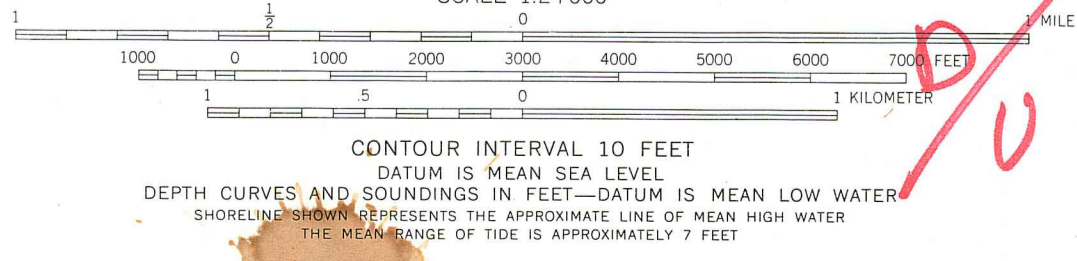 SCALE 1:24000
1 1/2 0 1 MILE
1000 0 1000 2000 3000 4000 5000 6000 7000 FEET
1 .5 0 1 KILOMETER
CONTOUR INTERVAL 10 FEET
DATUM IS MEAN SEA LEVEL
DEPTH CURVES AND SOUNDINGS IN FEET—DATUM IS MEAN LOW WATER
SHORELINE SHOWN REPRESENTS THE APPROXIMATE LINE OF MEAN HIGH WATER
THE MEAN RANGE OF TIDE IS APPROXIMATELY 7 FEET
D/U